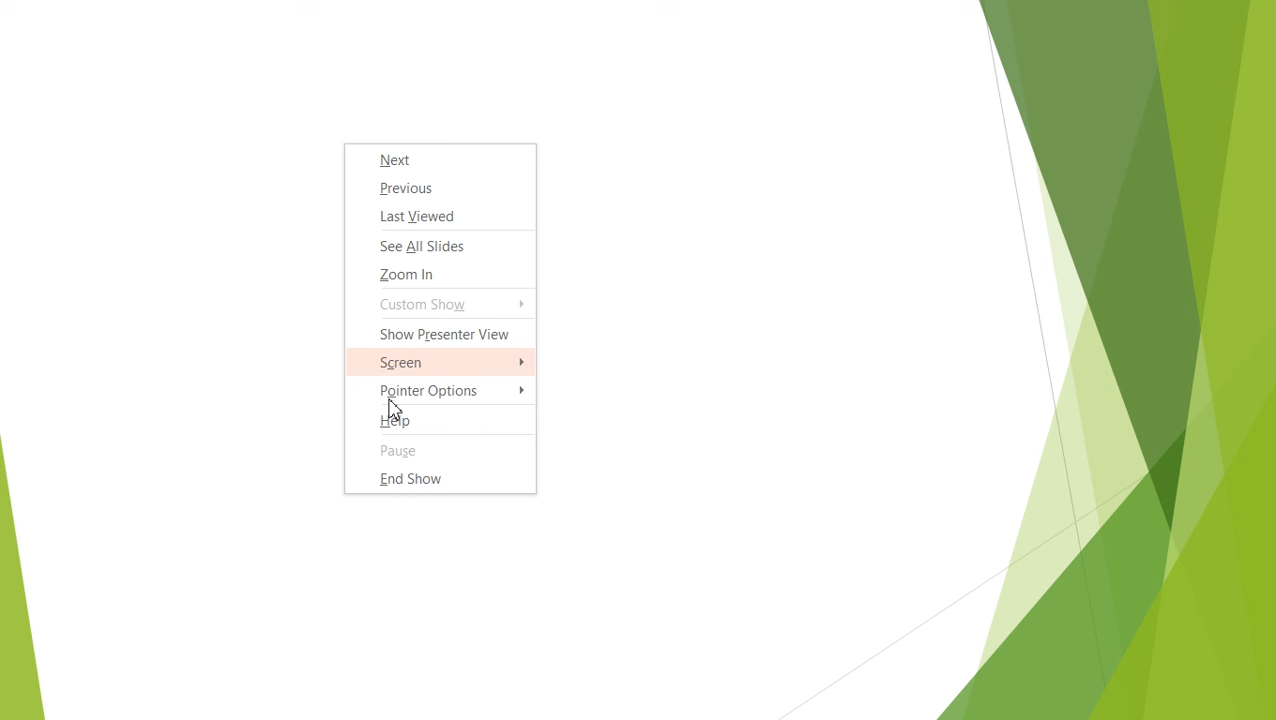 Next
Previous
Last Viewed
See All Slides
Zoom In
Custom Show
Show Presenter View
Screen
Pointer Options
Help
Pause
End Show